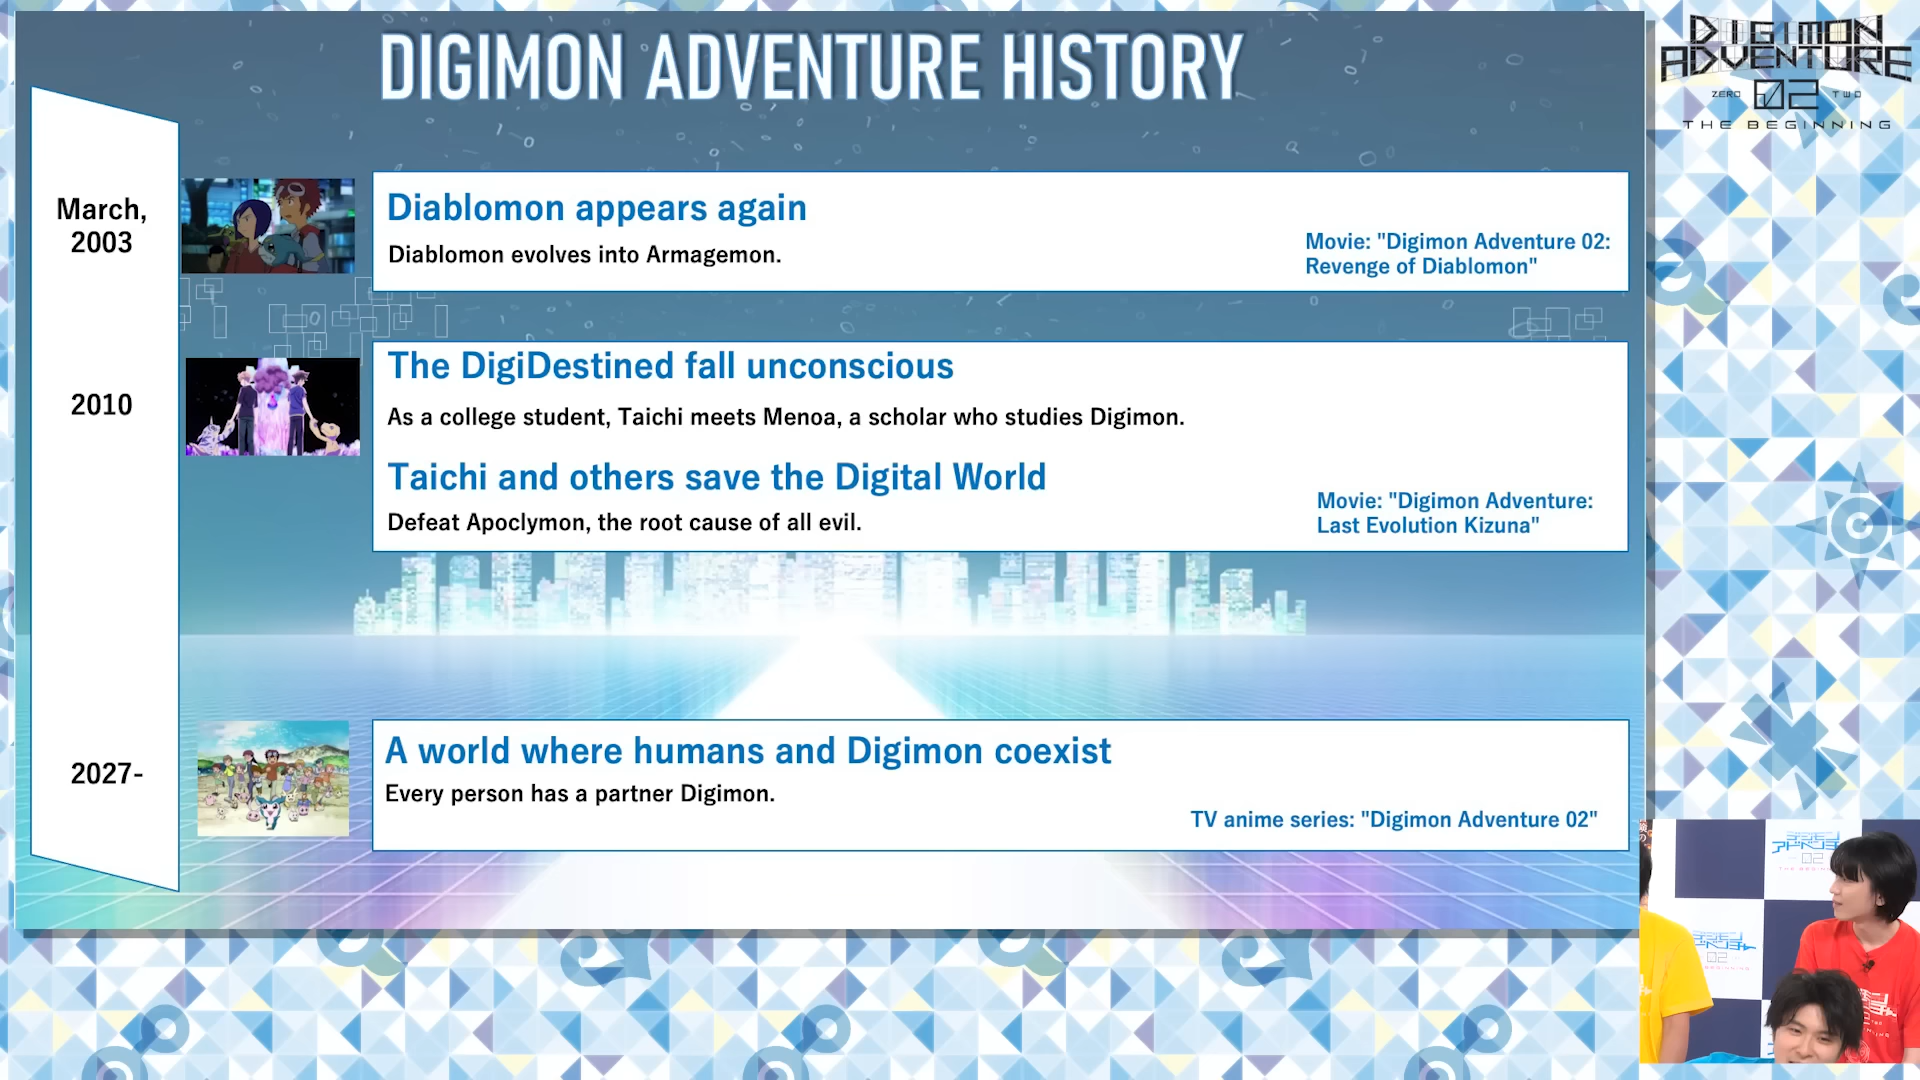 DIGIMON ADVENTURE HISTORY
DIGIMON
ADVENTURE
ZERO 02 TWO
THE BEGINNING
March,
2003
Diablomon appears again
Diablomon evolves into Armagemon.
Movie: "Digimon Adventure 02:
Revenge of Diablomon"
2010
The DigiDestined fall unconscious
As a college student, Taichi meets Menoa, a scholar who studies Digimon.
Taichi and others save the Digital World
Defeat Apoclymon, the root cause of all evil.
Movie: "Digimon Adventure:
Last Evolution Kizuna"
2027-
A world where humans and Digimon coexist
Every person has a partner Digimon.
TV anime series: "Digimon Adventure 02"